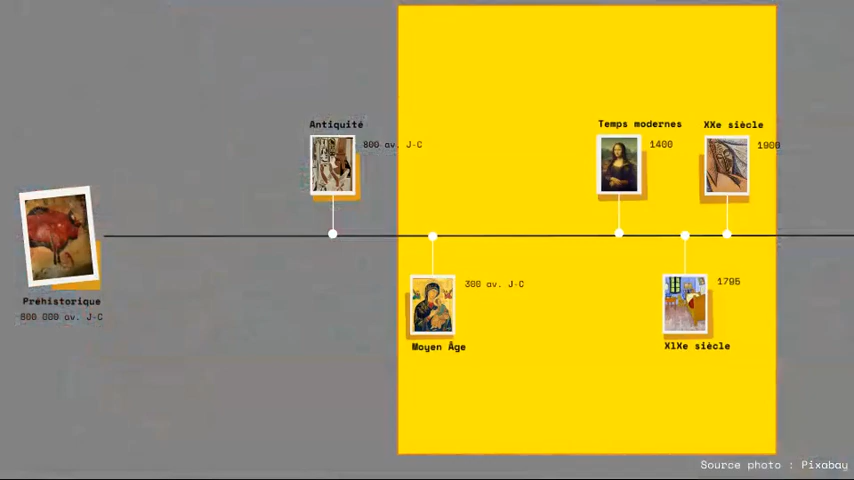 Antiquité
800 av. J-C
Temps modernes
1400
XXe siècle
1900
Préhistorique
800 000 av. J-C
300 av. J-C
Moyen Âge
1795
XlXe siècle
Source photo : Pixabay